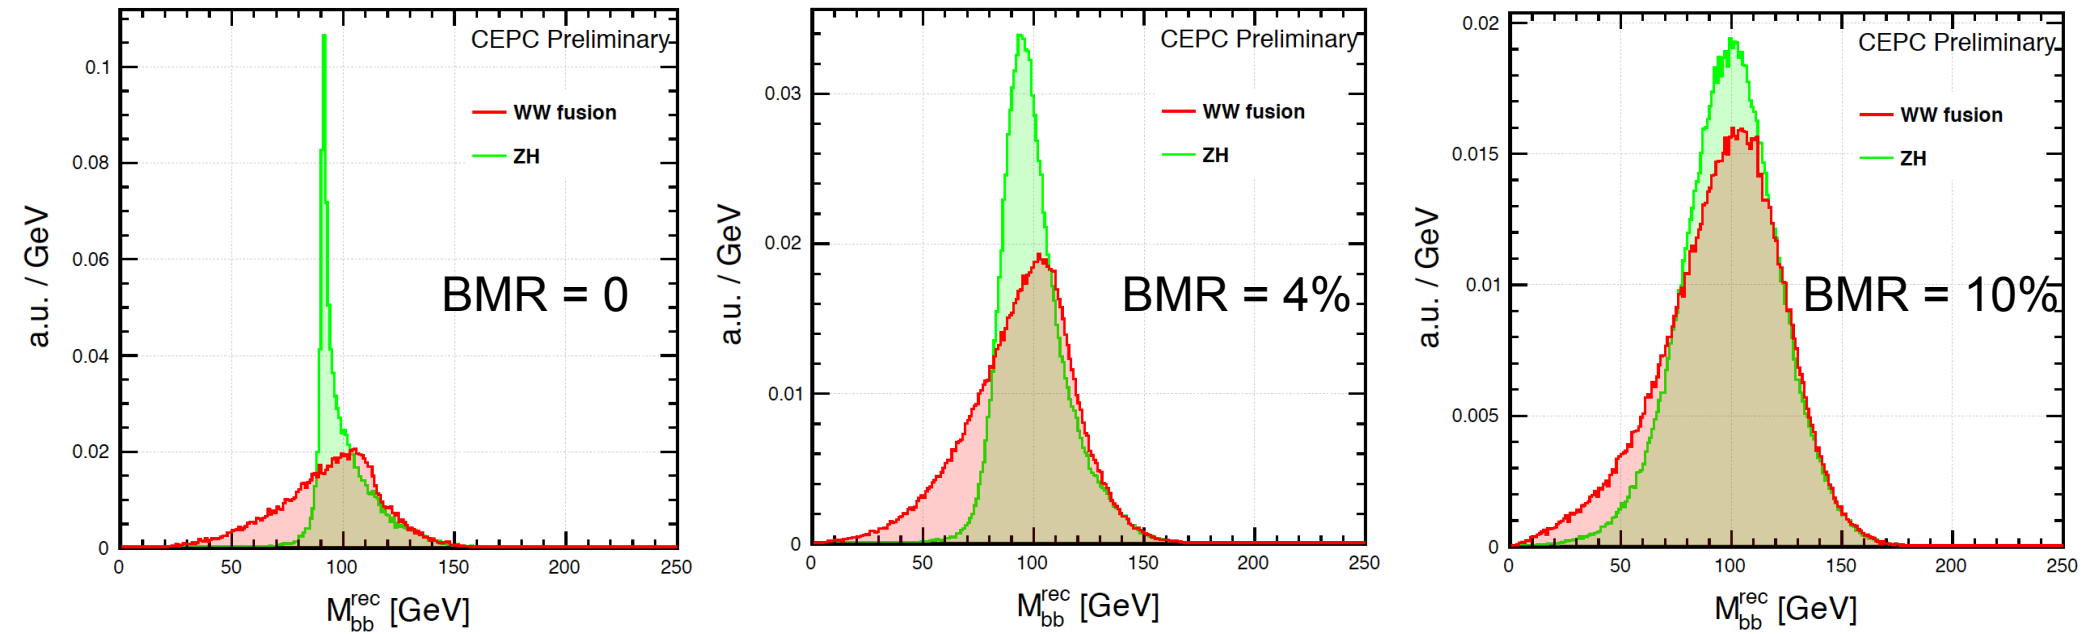 CEPC Preliminary
WW fusion
ZH
BMR = 0
a.u. / GeV
0.1
0.08
0.06
0.04
0.02
0
0 50 100 150 200 250
M_bb^rec [GeV]
CEPC Preliminary
WW fusion
ZH
BMR = 4%
a.u. / GeV
0.03
0.02
0.01
0
0 50 100 150 200 250
M_bb^rec [GeV]
CEPC Preliminary
WW fusion
ZH
BMR = 10%
a.u. / GeV
0.02
0.015
0.01
0.005
0
0 50 100 150 200 250
M_bb^rec [GeV]